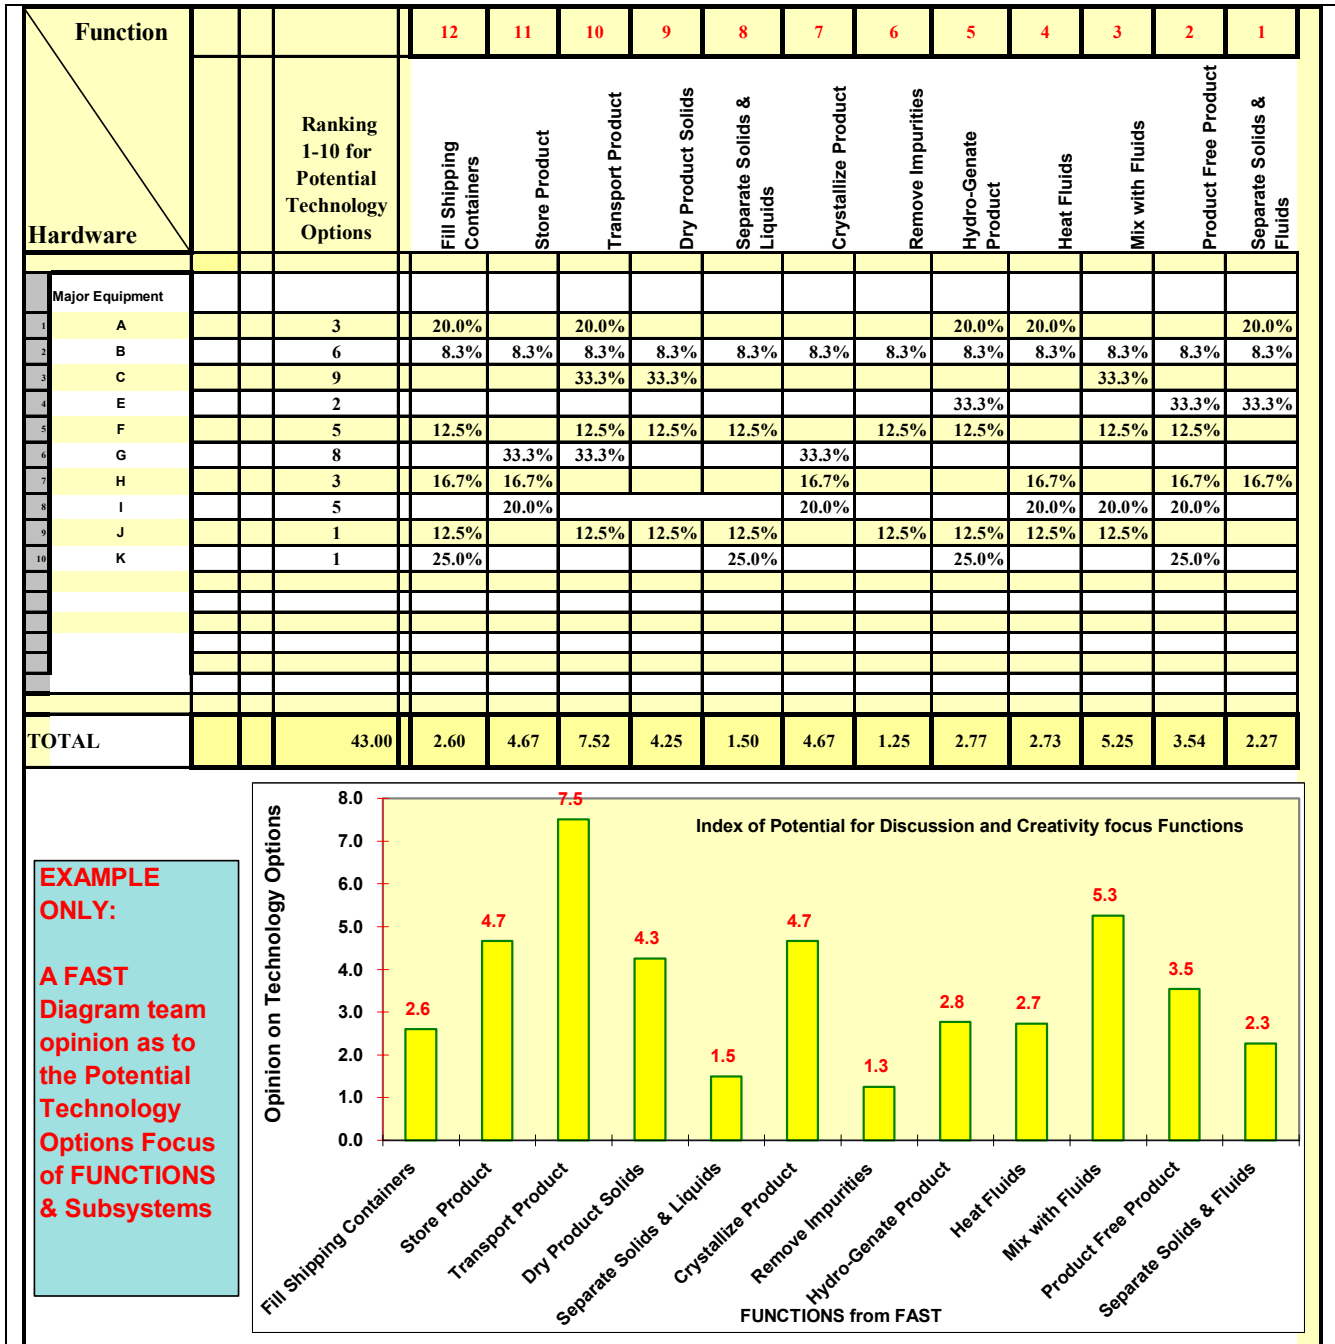 Function
12 11 10 9 8 7 6 5 4 3 2 1
Hardware
Ranking
1-10 for
Potential
Technology
Options
Fill Shipping
Containers
Store Product
Transport Product
Dry Product Solids
Separate Solids &
Liquids
Crystallize Product
Remove Impurities
Hydro-Genate
Product
Heat Fluids
Mix with Fluids
Product Free Product
Separate Solids &
Fluids
Major Equipment
1 A 3 20.0% 20.0% 20.0% 20.0% 20.0%
2 B 6 8.3% 8.3% 8.3% 8.3% 8.3% 8.3% 8.3% 8.3% 8.3% 8.3% 8.3% 8.3%
3 C 9 33.3% 33.3% 33.3%
4 E 2 33.3% 33.3% 33.3%
5 F 5 12.5% 12.5% 12.5% 12.5% 12.5% 12.5% 12.5% 12.5%
6 G 8 33.3% 33.3% 33.3%
7 H 3 16.7% 16.7% 16.7% 16.7% 16.7% 16.7%
8 I 5 20.0% 20.0% 20.0% 20.0% 20.0%
9 J 1 12.5% 12.5% 12.5% 12.5% 12.5% 12.5% 12.5% 12.5%
10 K 1 25.0% 25.0% 25.0% 25.0%
TOTAL 43.00 2.60 4.67 7.52 4.25 1.50 4.67 1.25 2.77 2.73 5.25 3.54 2.27
EXAMPLE
ONLY:
A FAST
Diagram team
opinion as to
the Potential
Technology
Options Focus
of FUNCTIONS
& Subsystems
Opinion on Technology Options
Index of Potential for Discussion and Creativity focus Functions
8.0
7.0
6.0
5.0
4.0
3.0
2.0
1.0
0.0
2.6
4.7
7.5
4.3
1.5
4.7
1.3
2.8
2.7
5.3
3.5
2.3
Fill Shipping Containers
Store Product
Transport Product
Dry Product Solids
Separate Solids & Liquids
Crystallize Product
Remove Impurities
Hydro-Genate Product
Heat Fluids
Mix with Fluids
Product Free Product
Separate Solids & Fluids
FUNCTIONS from FAST